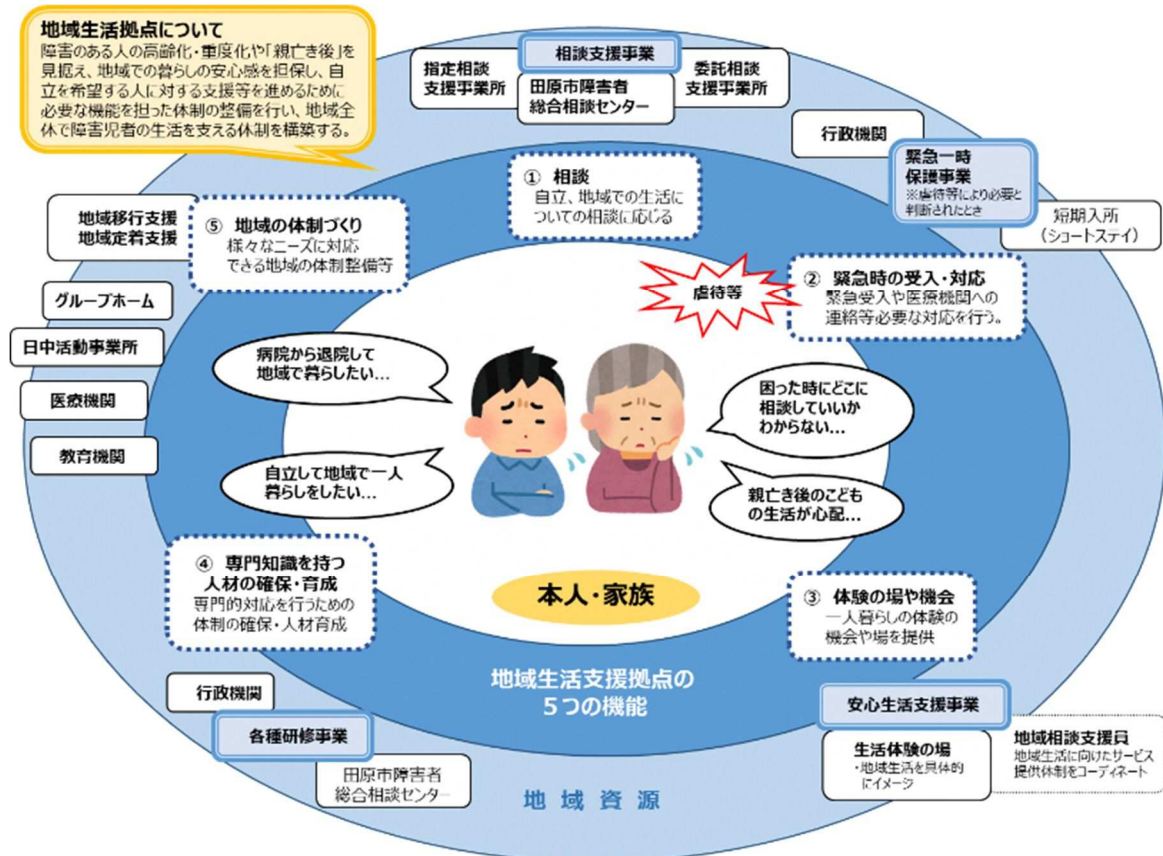 地域生活拠点について
障害のある人の高齢化・重度化や「親亡き後」を
見据え、地域での暮らしの安心感を担保し、自
立を希望する人に対する支援等を進めるために
必要な機能を担った体制の整備を行い、地域全
体で障害児者の生活を支える体制を構築する。
相談支援事業
指定相談
支援事業所
田原市障害者
総合相談センター
委託相談
支援事業所
行政機関
緊急一時
保護事業
※虐待等により必要と
判断されたとき
短期入所
（ショートステイ）
① 相談
自立、地域での生活に
ついての相談に応じる
地域移行支援
地域定着支援
⑤ 地域の体制づくり
様々なニーズに対応
できる地域の体制整備等
虐待等
② 緊急時の受入・対応
緊急受入や医療機関への
連絡等必要な対応を行う。
グループホーム
日中活動事業所
医療機関
教育機関
病院から退院して
地域で暮らしたい…
困った時にどこに
相談していいか
わからない…
自立して地域で一人
暮らしをしたい…
親亡き後のこども
の生活が心配…
④ 専門知識を持つ
人材の確保・育成
専門的対応を行うための
体制の確保・人材育成
本人・家族
③ 体験の場や機会
一人暮らしの体験の
機会や場を提供
地域生活支援拠点の
５つの機能
行政機関
各種研修事業
田原市障害者
総合相談センター
安心生活支援事業
生活体験の場
・地域生活を具体的
にイメージ
地域相談支援員
地域生活に向けたサービス
提供体制をコーディネート
地域資源